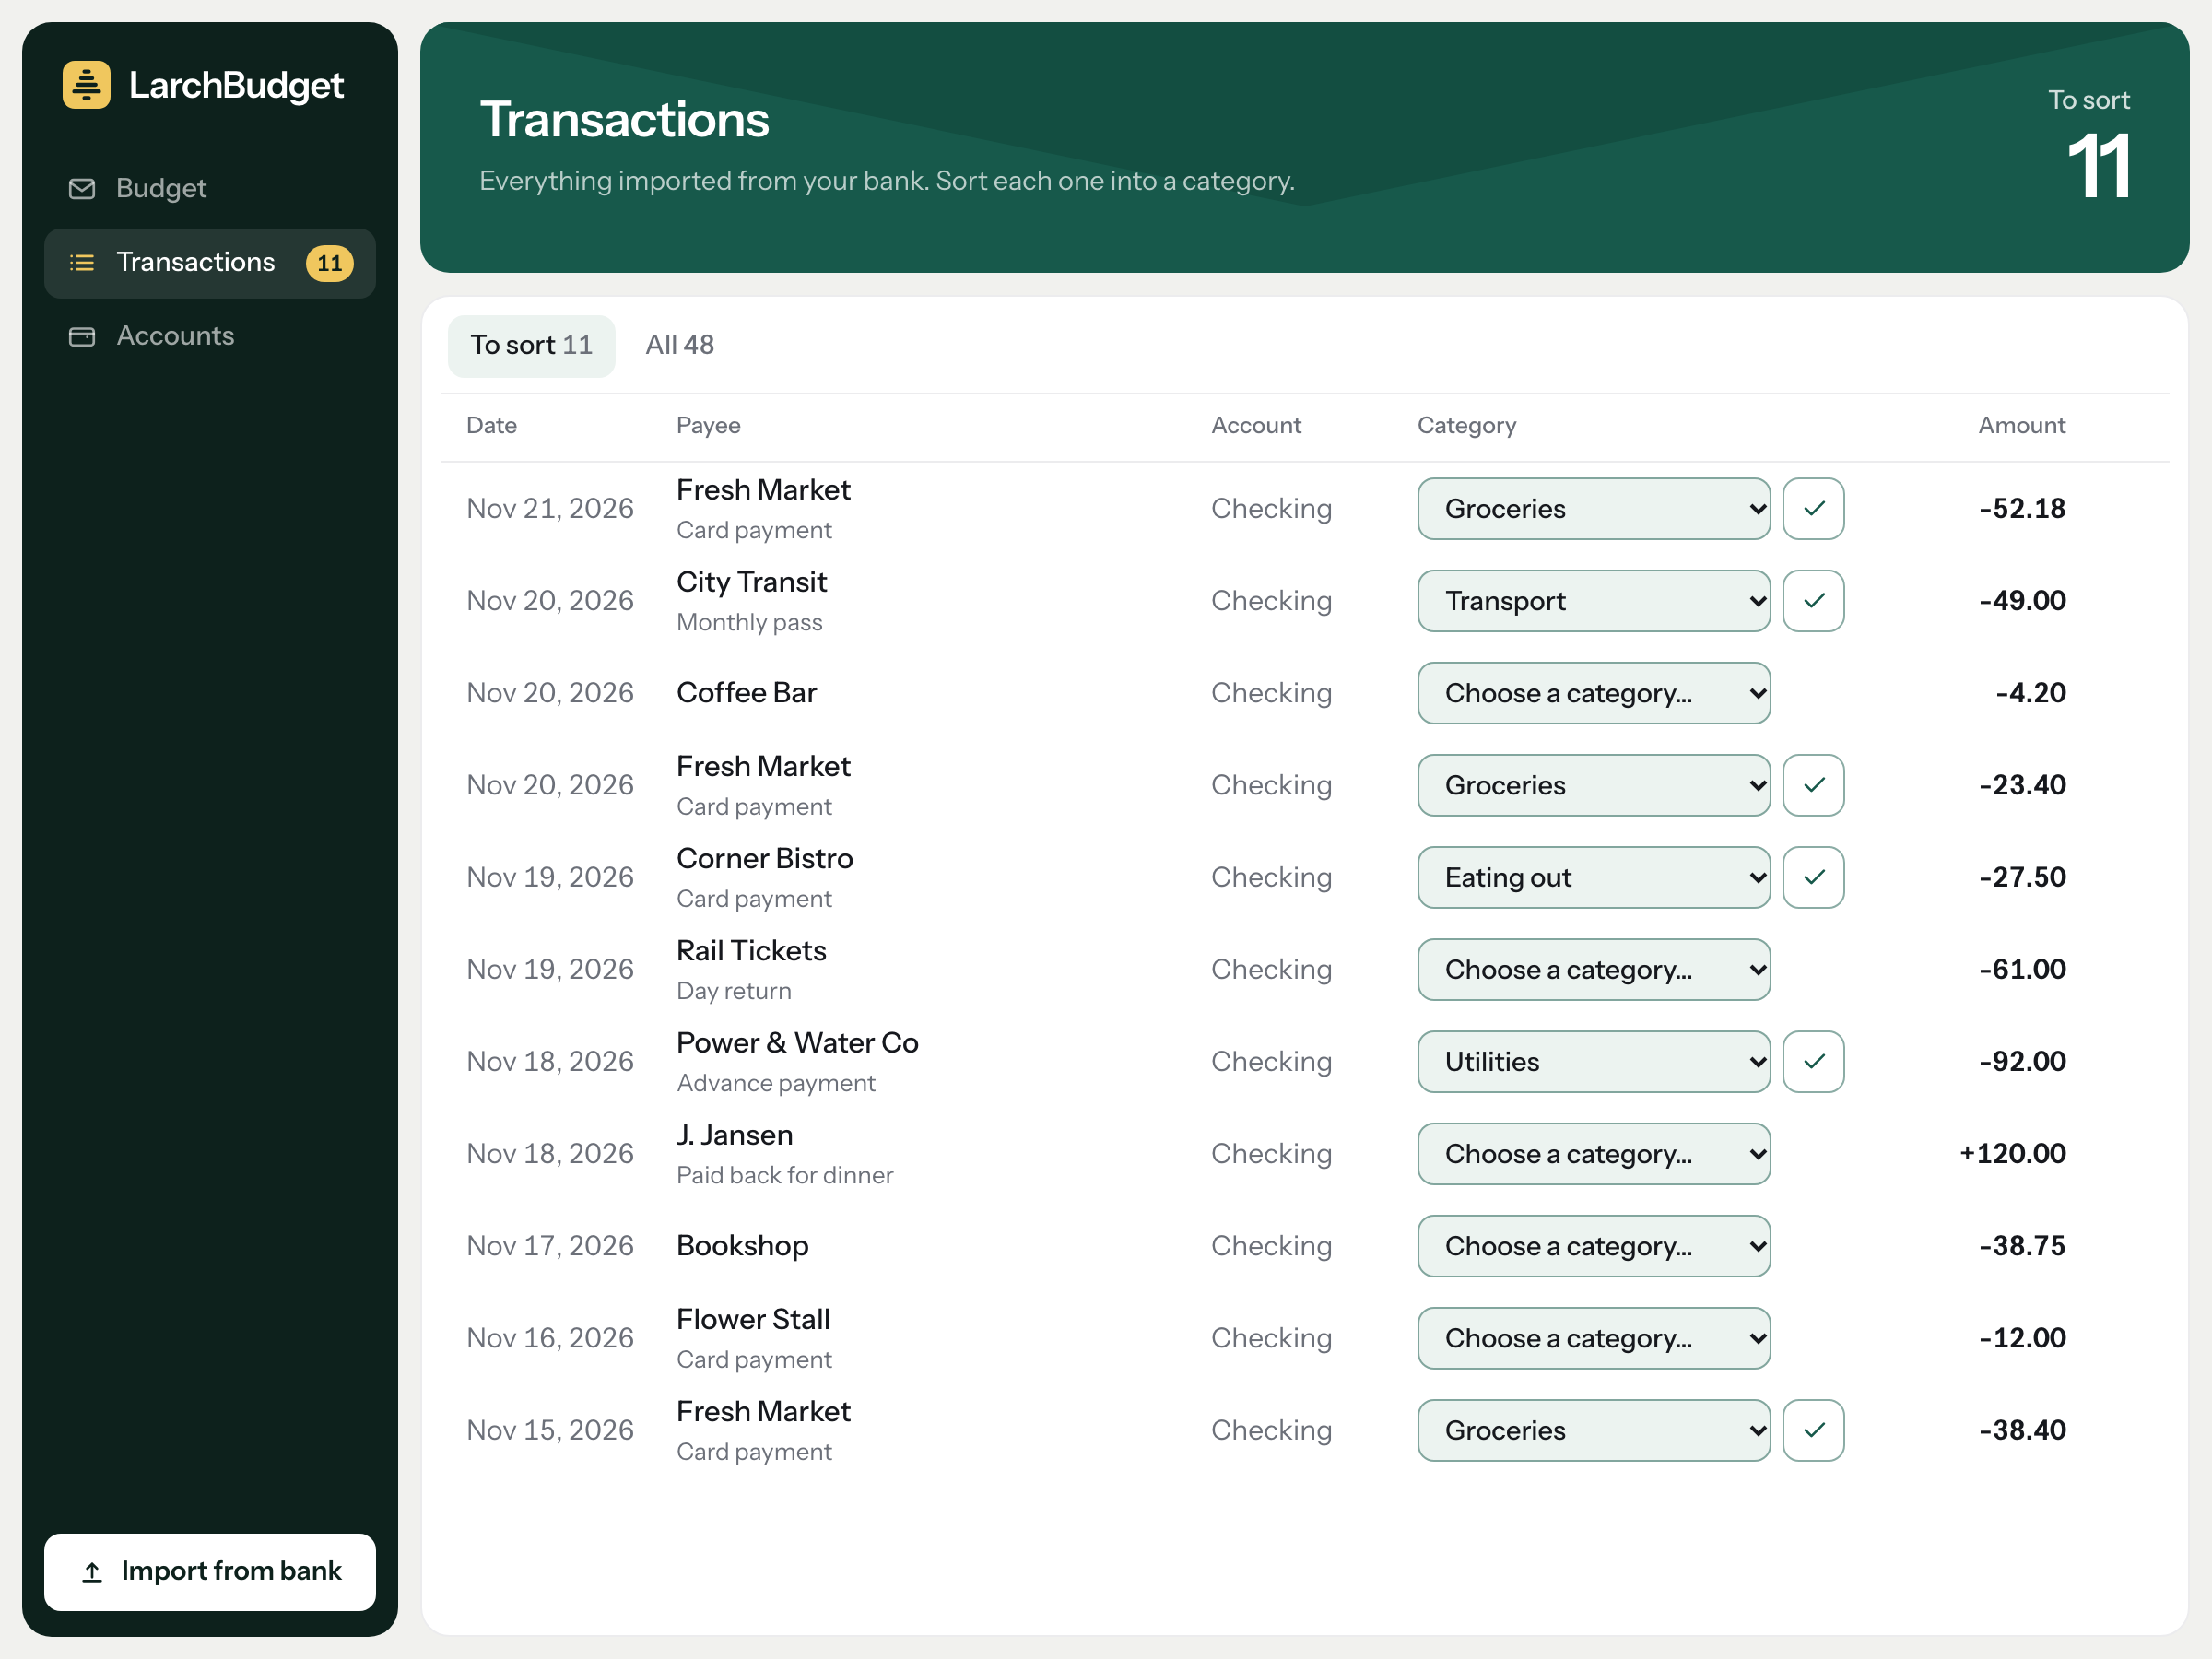 LarchBudget
Budget
Transactions 11
Accounts
Import from bank
Transactions
Everything imported from your bank. Sort each one into a category.
To sort
11
To sort 11 All 48
Date Payee Account Category Amount
Nov 21, 2026 Fresh Market Checking Groceries -52.18
Card payment
Nov 20, 2026 City Transit Checking Transport -49.00
Monthly pass
Nov 20, 2026 Coffee Bar Checking Choose a category... -4.20
Nov 20, 2026 Fresh Market Checking Groceries -23.40
Card payment
Nov 19, 2026 Corner Bistro Checking Eating out -27.50
Card payment
Nov 19, 2026 Rail Tickets Checking Choose a category... -61.00
Day return
Nov 18, 2026 Power & Water Co Checking Utilities -92.00
Advance payment
Nov 18, 2026 J. Jansen Checking Choose a category... +120.00
Paid back for dinner
Nov 17, 2026 Bookshop Checking Choose a category... -38.75
Nov 16, 2026 Flower Stall Checking Choose a category... -12.00
Card payment
Nov 15, 2026 Fresh Market Checking Groceries -38.40
Card payment